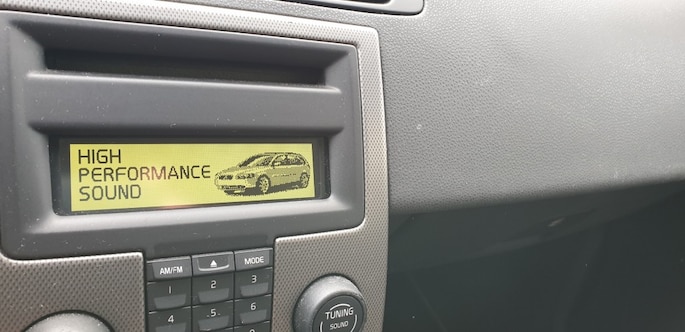 HIGH
PERFORMANCE
SOUND
AM/FM MODE
1 2 3
4 -5- 6
TUNING
SOUND